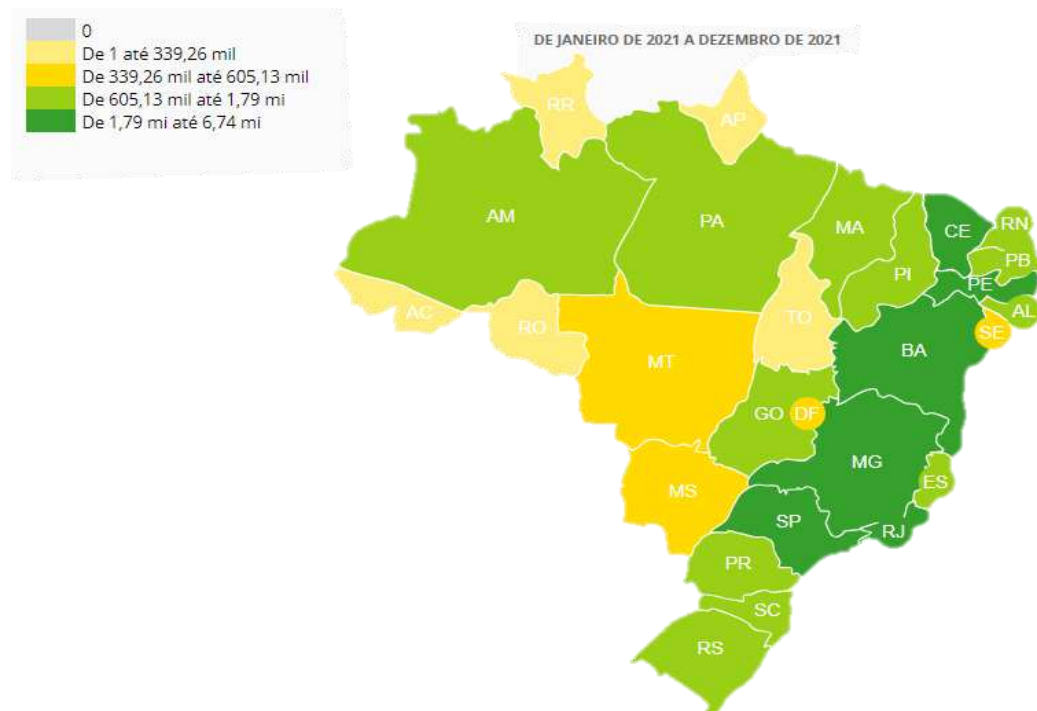 0
De 1 até 339,26 mil
De 339,26 mil até 605,13 mil
De 605,13 mil até 1,79 mi
De 1,79 mi até 6,74 mi
DE JANEIRO DE 2021 A DEZEMBRO DE 2021
RR
AP
AM
PA
MA
CE
RN
PI
PB
PE
AC
RO
TO
AL
SE
BA
MT
GO
DF
MG
MS
ES
SP
RJ
PR
SC
RS